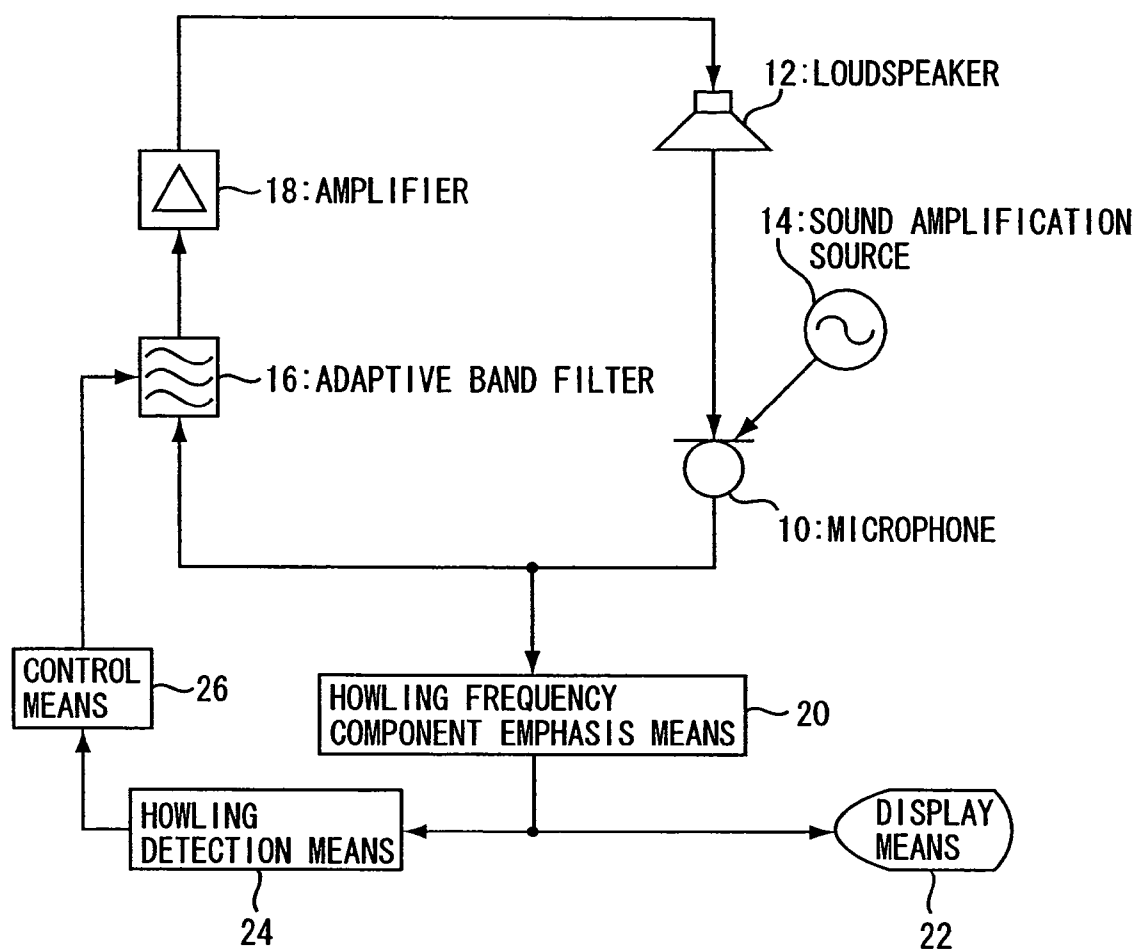 12:LOUDSPEAKER
18:AMPLIFIER
14:SOUND AMPLIFICATION
SOURCE
16:ADAPTIVE BAND FILTER
10:MICROPHONE
CONTROL
MEANS
26
HOWLING FREQUENCY
COMPONENT EMPHASIS MEANS
20
HOWLING
DETECTION MEANS
24
DISPLAY
MEANS
22